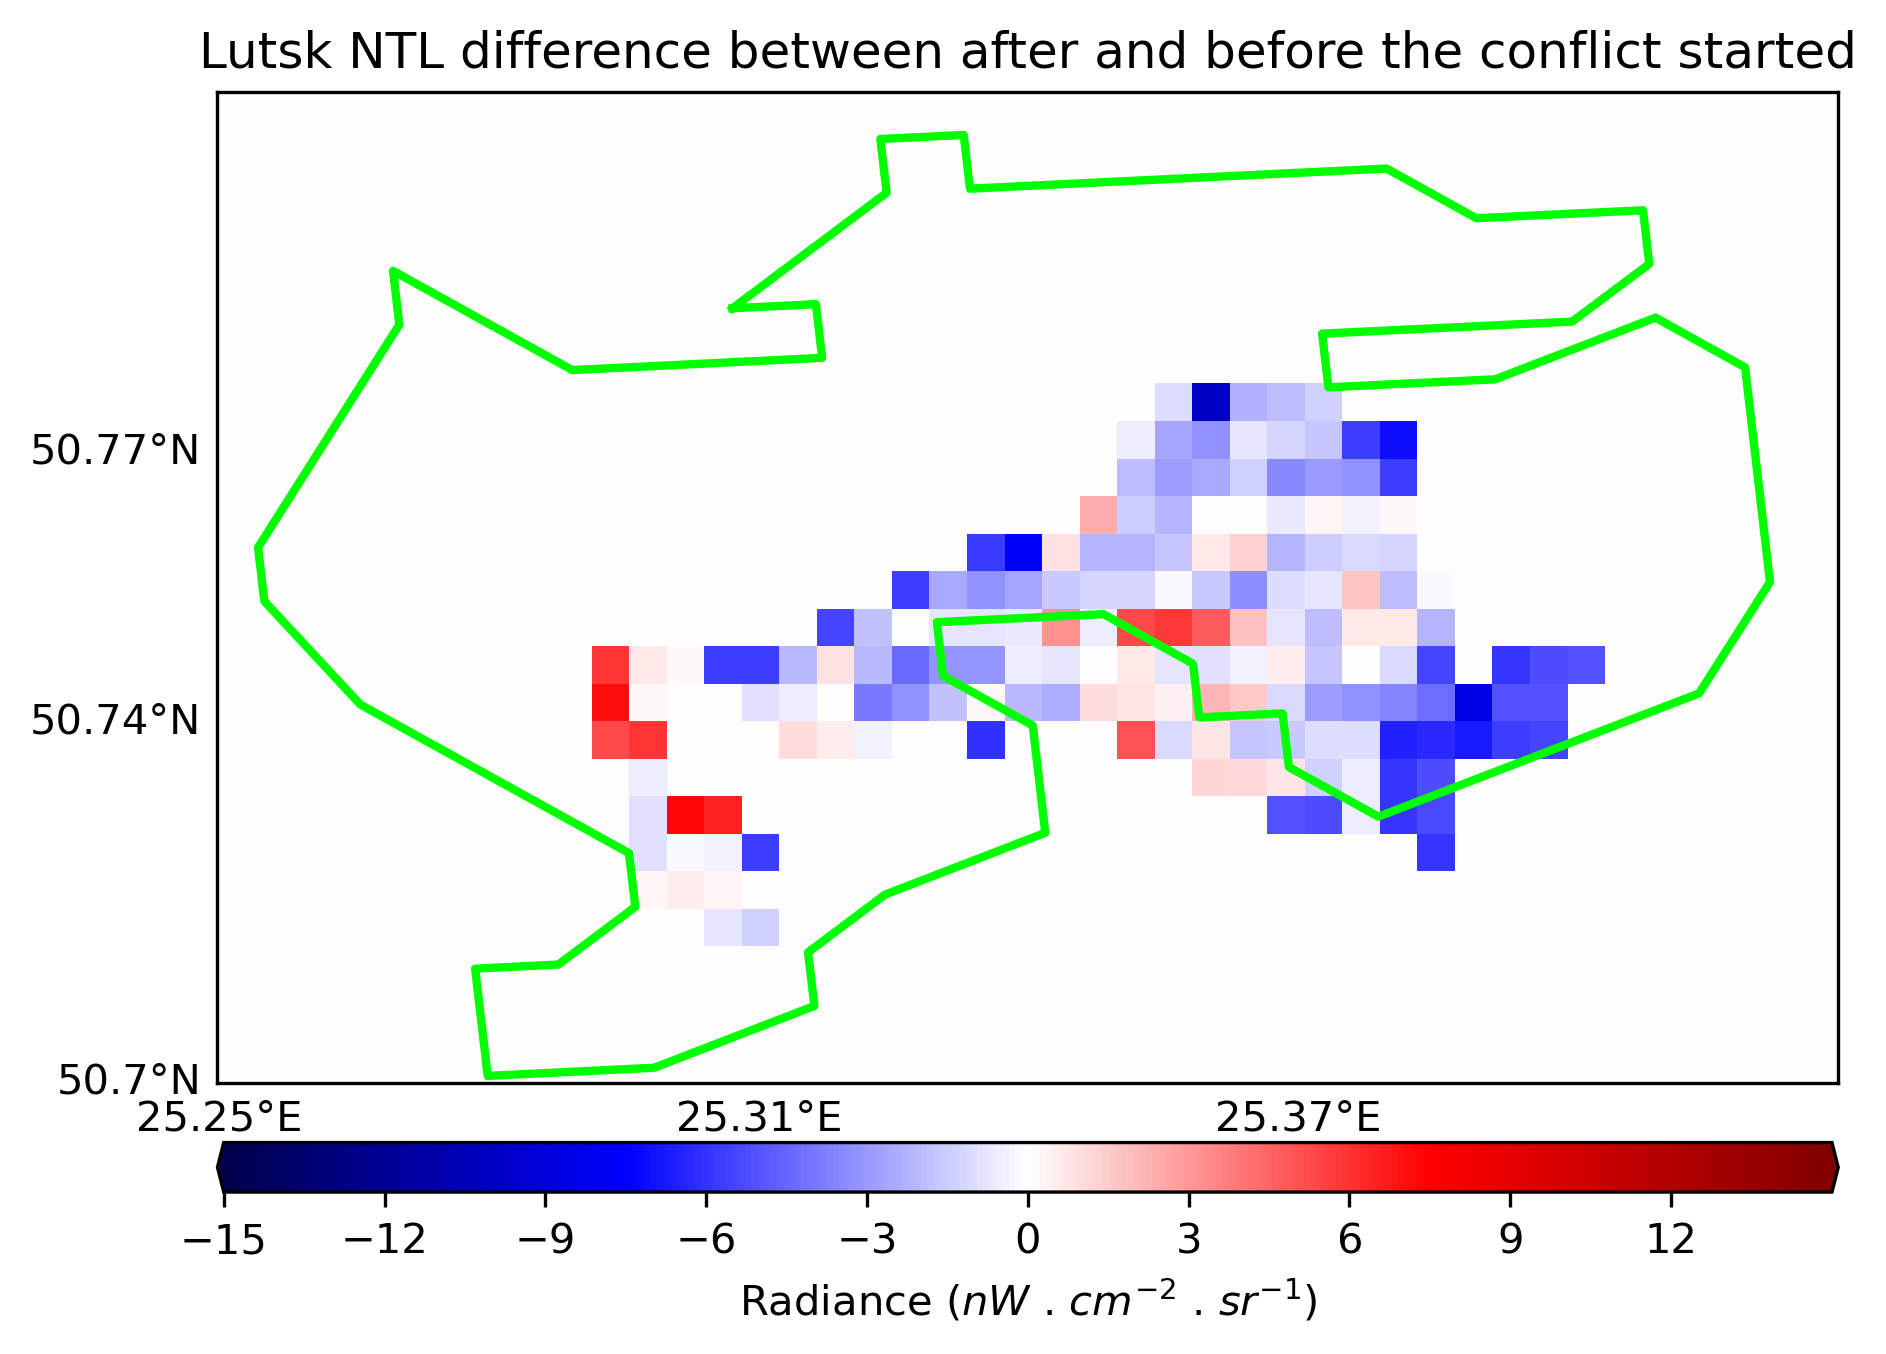 Lutsk NTL difference between after and before the conflict started
50.77°N
50.74°N
50.7°N
25.25°E 25.31°E 25.37°E
−15 −12 −9 −6 −3 0 3 6 9 12
Radiance (nW . cm⁻² . sr⁻¹)